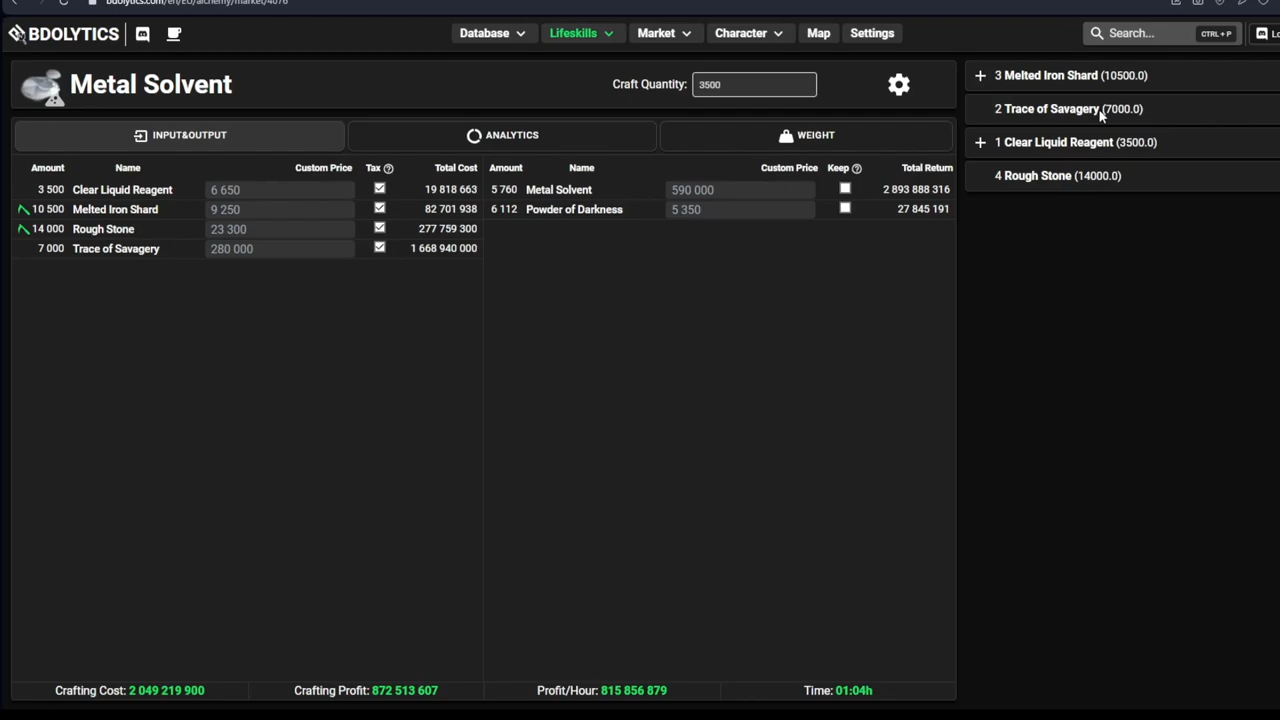 bdolytics.com/en/EU/alchemy/market/4076
BDOLYTICS Database Lifeskills Market Character Map Settings Search... CTRL+P
Metal Solvent Craft Quantity: 3500
INPUT&OUTPUT ANALYTICS WEIGHT
Amount Name Custom Price Tax Total Cost Amount Name Custom Price Keep Total Return
3 500 Clear Liquid Reagent 6 650 19 818 663 5 760 Metal Solvent 590 000 2 893 888 316
10 500 Melted Iron Shard 9 250 82 701 938 6 112 Powder of Darkness 5 350 27 845 191
14 000 Rough Stone 23 300 277 759 300
7 000 Trace of Savagery 280 000 1 668 940 000
3 Melted Iron Shard (10500.0)
2 Trace of Savagery (7000.0)
1 Clear Liquid Reagent (3500.0)
4 Rough Stone (14000.0)
Crafting Cost: 2 049 219 900 Crafting Profit: 872 513 607 Profit/Hour: 815 856 879 Time: 01:04h